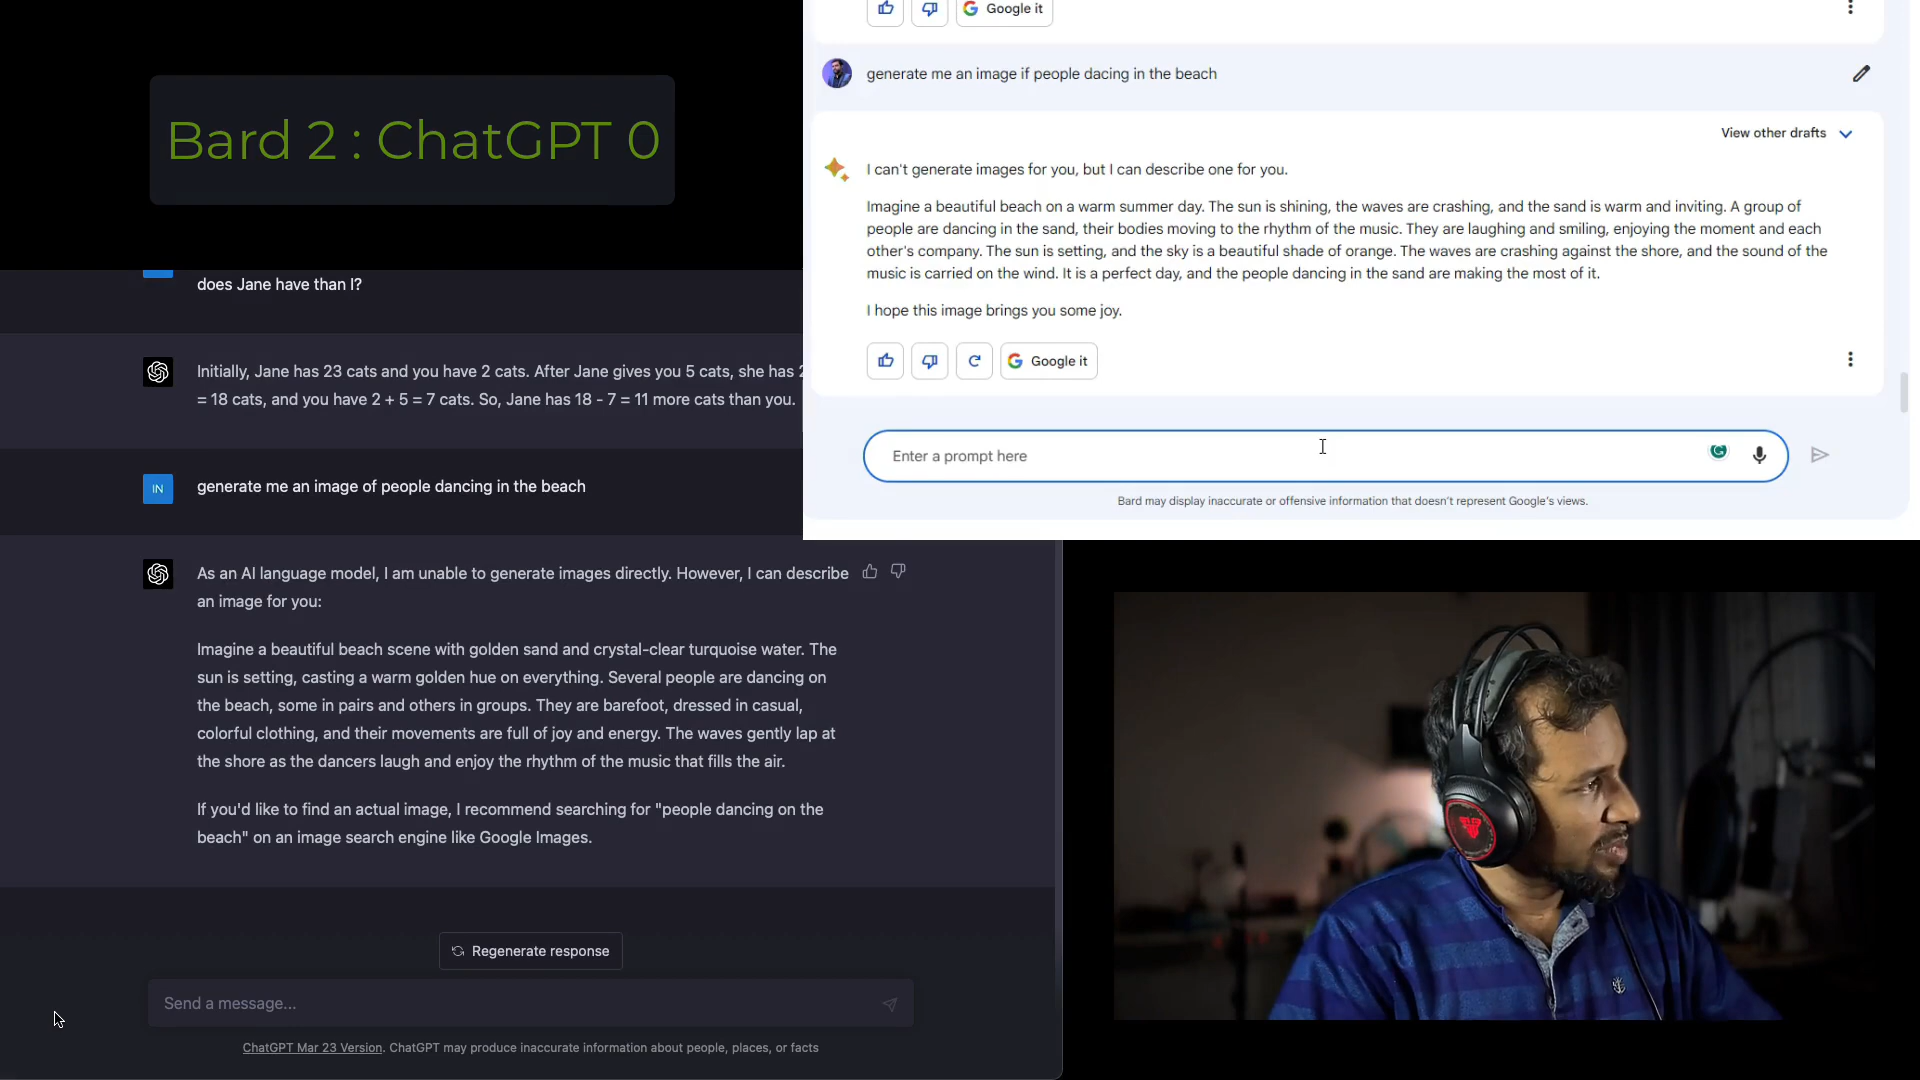 Bard 2 : ChatGPT 0
does Jane have than I?
Initially, Jane has 23 cats and you have 2 cats. After Jane gives you 5 cats, she has
= 18 cats, and you have 2 + 5 = 7 cats. So, Jane has 18 - 7 = 11 more cats than you.
IN
generate me an image of people dancing in the beach
As an AI language model, I am unable to generate images directly. However, I can describe
an image for you:
Imagine a beautiful beach scene with golden sand and crystal-clear turquoise water. The
sun is setting, casting a warm golden hue on everything. Several people are dancing on
the beach, some in pairs and others in groups. They are barefoot, dressed in casual,
colorful clothing, and their movements are full of joy and energy. The waves gently lap at
the shore as the dancers laugh and enjoy the rhythm of the music that fills the air.
If you'd like to find an actual image, I recommend searching for "people dancing on the
beach" on an image search engine like Google Images.
Regenerate response
Send a message...
ChatGPT Mar 23 Version. ChatGPT may produce inaccurate information about people, places, or facts
Google it
generate me an image if people dacing in the beach
View other drafts
I can't generate images for you, but I can describe one for you.
Imagine a beautiful beach on a warm summer day. The sun is shining, the waves are crashing, and the sand is warm and inviting. A group of
people are dancing in the sand, their bodies moving to the rhythm of the music. They are laughing and smiling, enjoying the moment and each
other's company. The sun is setting, and the sky is a beautiful shade of orange. The waves are crashing against the shore, and the sound of the
music is carried on the wind. It is a perfect day, and the people dancing in the sand are making the most of it.
I hope this image brings you some joy.
Google it
Enter a prompt here
Bard may display inaccurate or offensive information that doesn't represent Google's views.